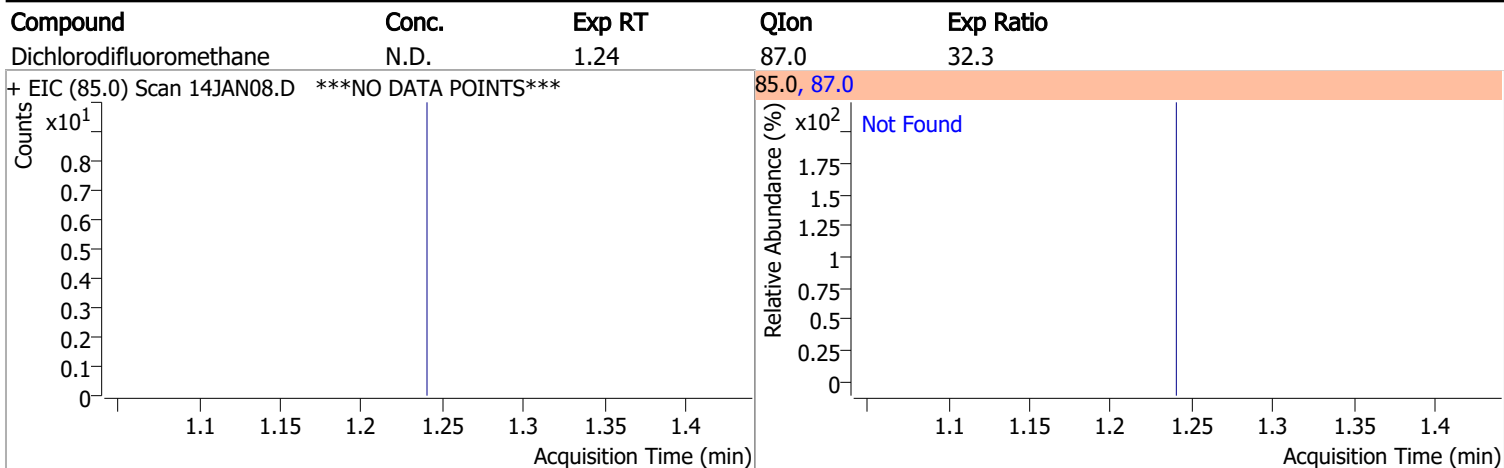 Compound Conc. Exp RT QIon Exp Ratio
Dichlorodifluoromethane N.D. 1.24 87.0 32.3
+ EIC (85.0) Scan 14JAN08.D ***NO DATA POINTS***
Counts
x10¹
0.8
0.7
0.6
0.5
0.4
0.3
0.2
0.1
0
1.1 1.15 1.2 1.25 1.3 1.35 1.4
Acquisition Time (min)
85.0, 87.0
Relative Abundance (%)
x10²
Not Found
1.75
1.5
1.25
1
0.75
0.5
0.25
0
1.1 1.15 1.2 1.25 1.3 1.35 1.4
Acquisition Time (min)